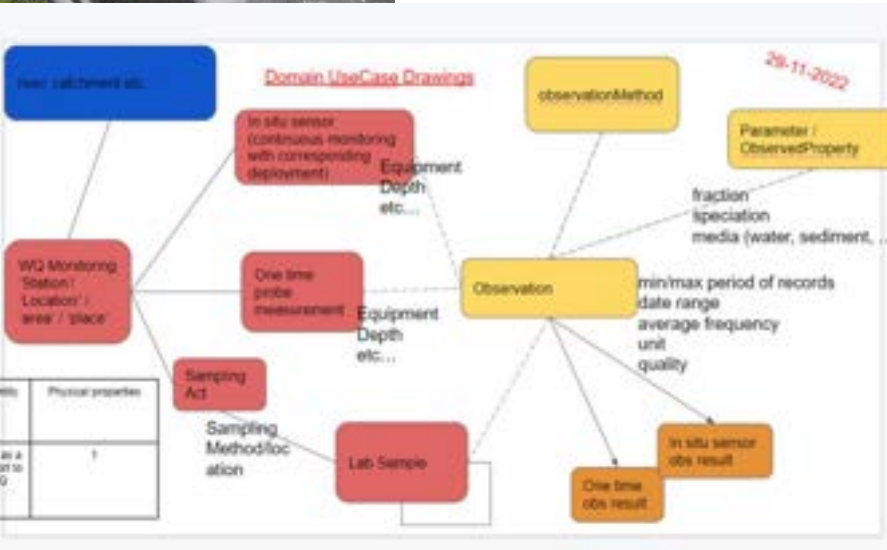 river catchment etc.
Domain UseCase Drawings
29-11-2022
observationMethod
Parameter /
ObservedProperty
In situ sensor
(continuous monitoring
with corresponding
deployment)
Equipment
Depth
etc...
fraction
speciation
media (water, sediment, ..
WQ Monitoring
Station /
Location' /
area' / 'place'
One time
probe
measurement
Equipment
Depth
etc...
Observation
min/max period of records
date range
average frequency
unit
quality
Sampling
Act
Sampling
Method/loc
ation
Lab Sample
In situ sensor
obs result
One time
obs result
Physical properties
as a
1